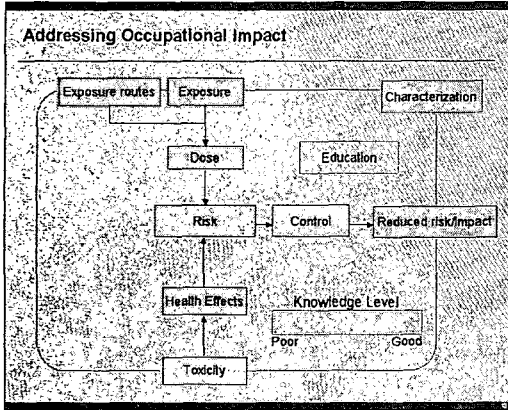 Addressing Occupational Impact
Exposure routes
Exposure
Characterization
Dose
Education
Risk
Control
Reduced risk/impact
Health Effects
Knowledge Level
Poor
Good
Toxicity